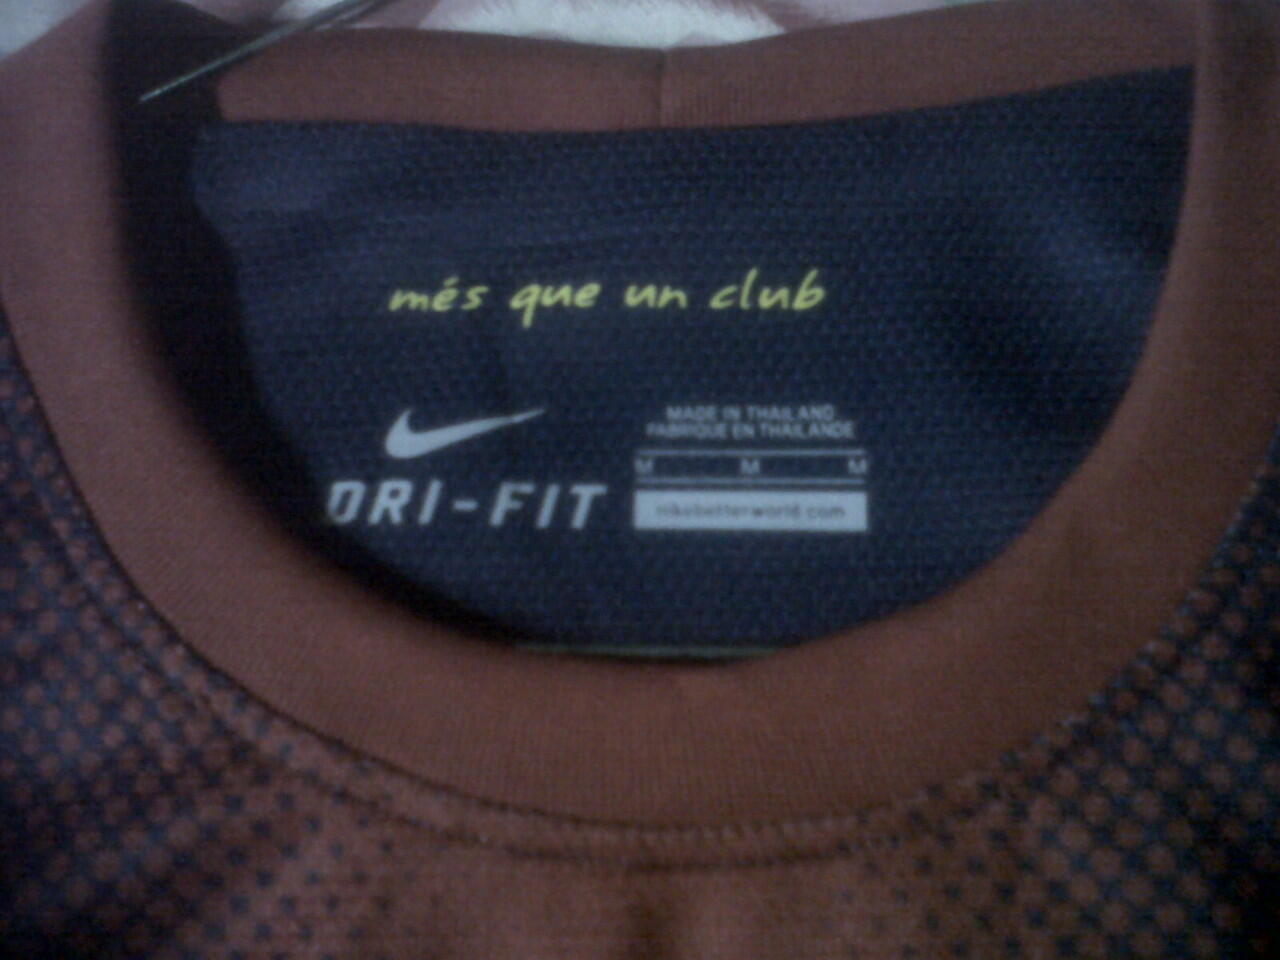 més que un club
DRI-FIT
MADE IN THAILAND
FABRIQUE EN THAILANDE
M M M
nikebetterworld.com